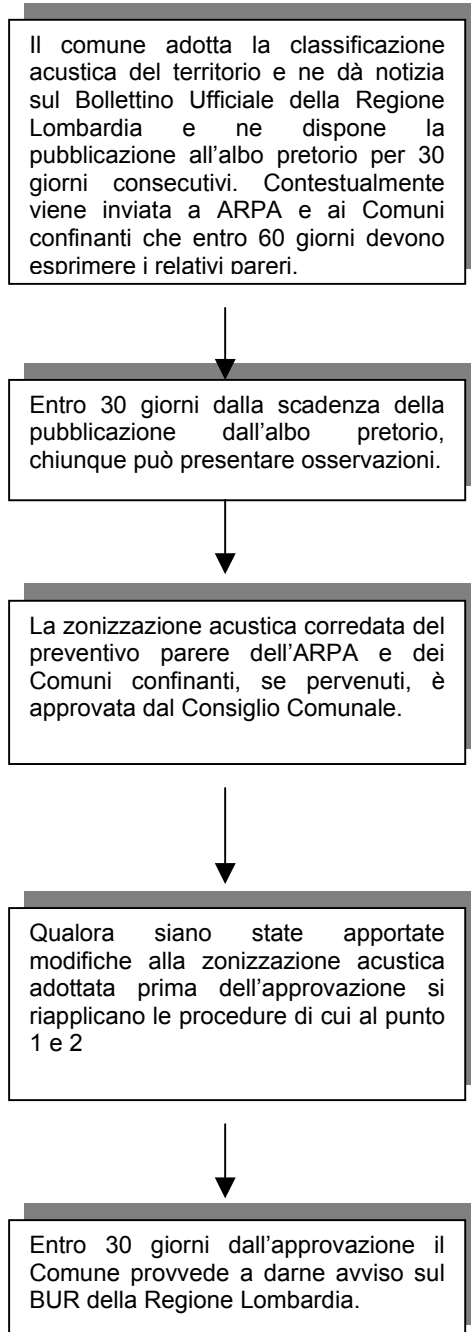 Il comune adotta la classificazione
acustica del territorio e ne dà notizia
sul Bollettino Ufficiale della Regione
Lombardia e ne dispone la
pubblicazione all'albo pretorio per 30
giorni consecutivi. Contestualmente
viene inviata a ARPA e ai Comuni
confinanti che entro 60 giorni devono
esprimere i relativi pareri.
Entro 30 giorni dalla scadenza della
pubblicazione dall'albo pretorio,
chiunque può presentare osservazioni.
La zonizzazione acustica corredata del
preventivo parere dell'ARPA e dei
Comuni confinanti, se pervenuti, è
approvata dal Consiglio Comunale.
Qualora siano state apportate
modifiche alla zonizzazione acustica
adottata prima dell'approvazione si
riapplicano le procedure di cui al punto
1 e 2
Entro 30 giorni dall'approvazione il
Comune provvede a darne avviso sul
BUR della Regione Lombardia.